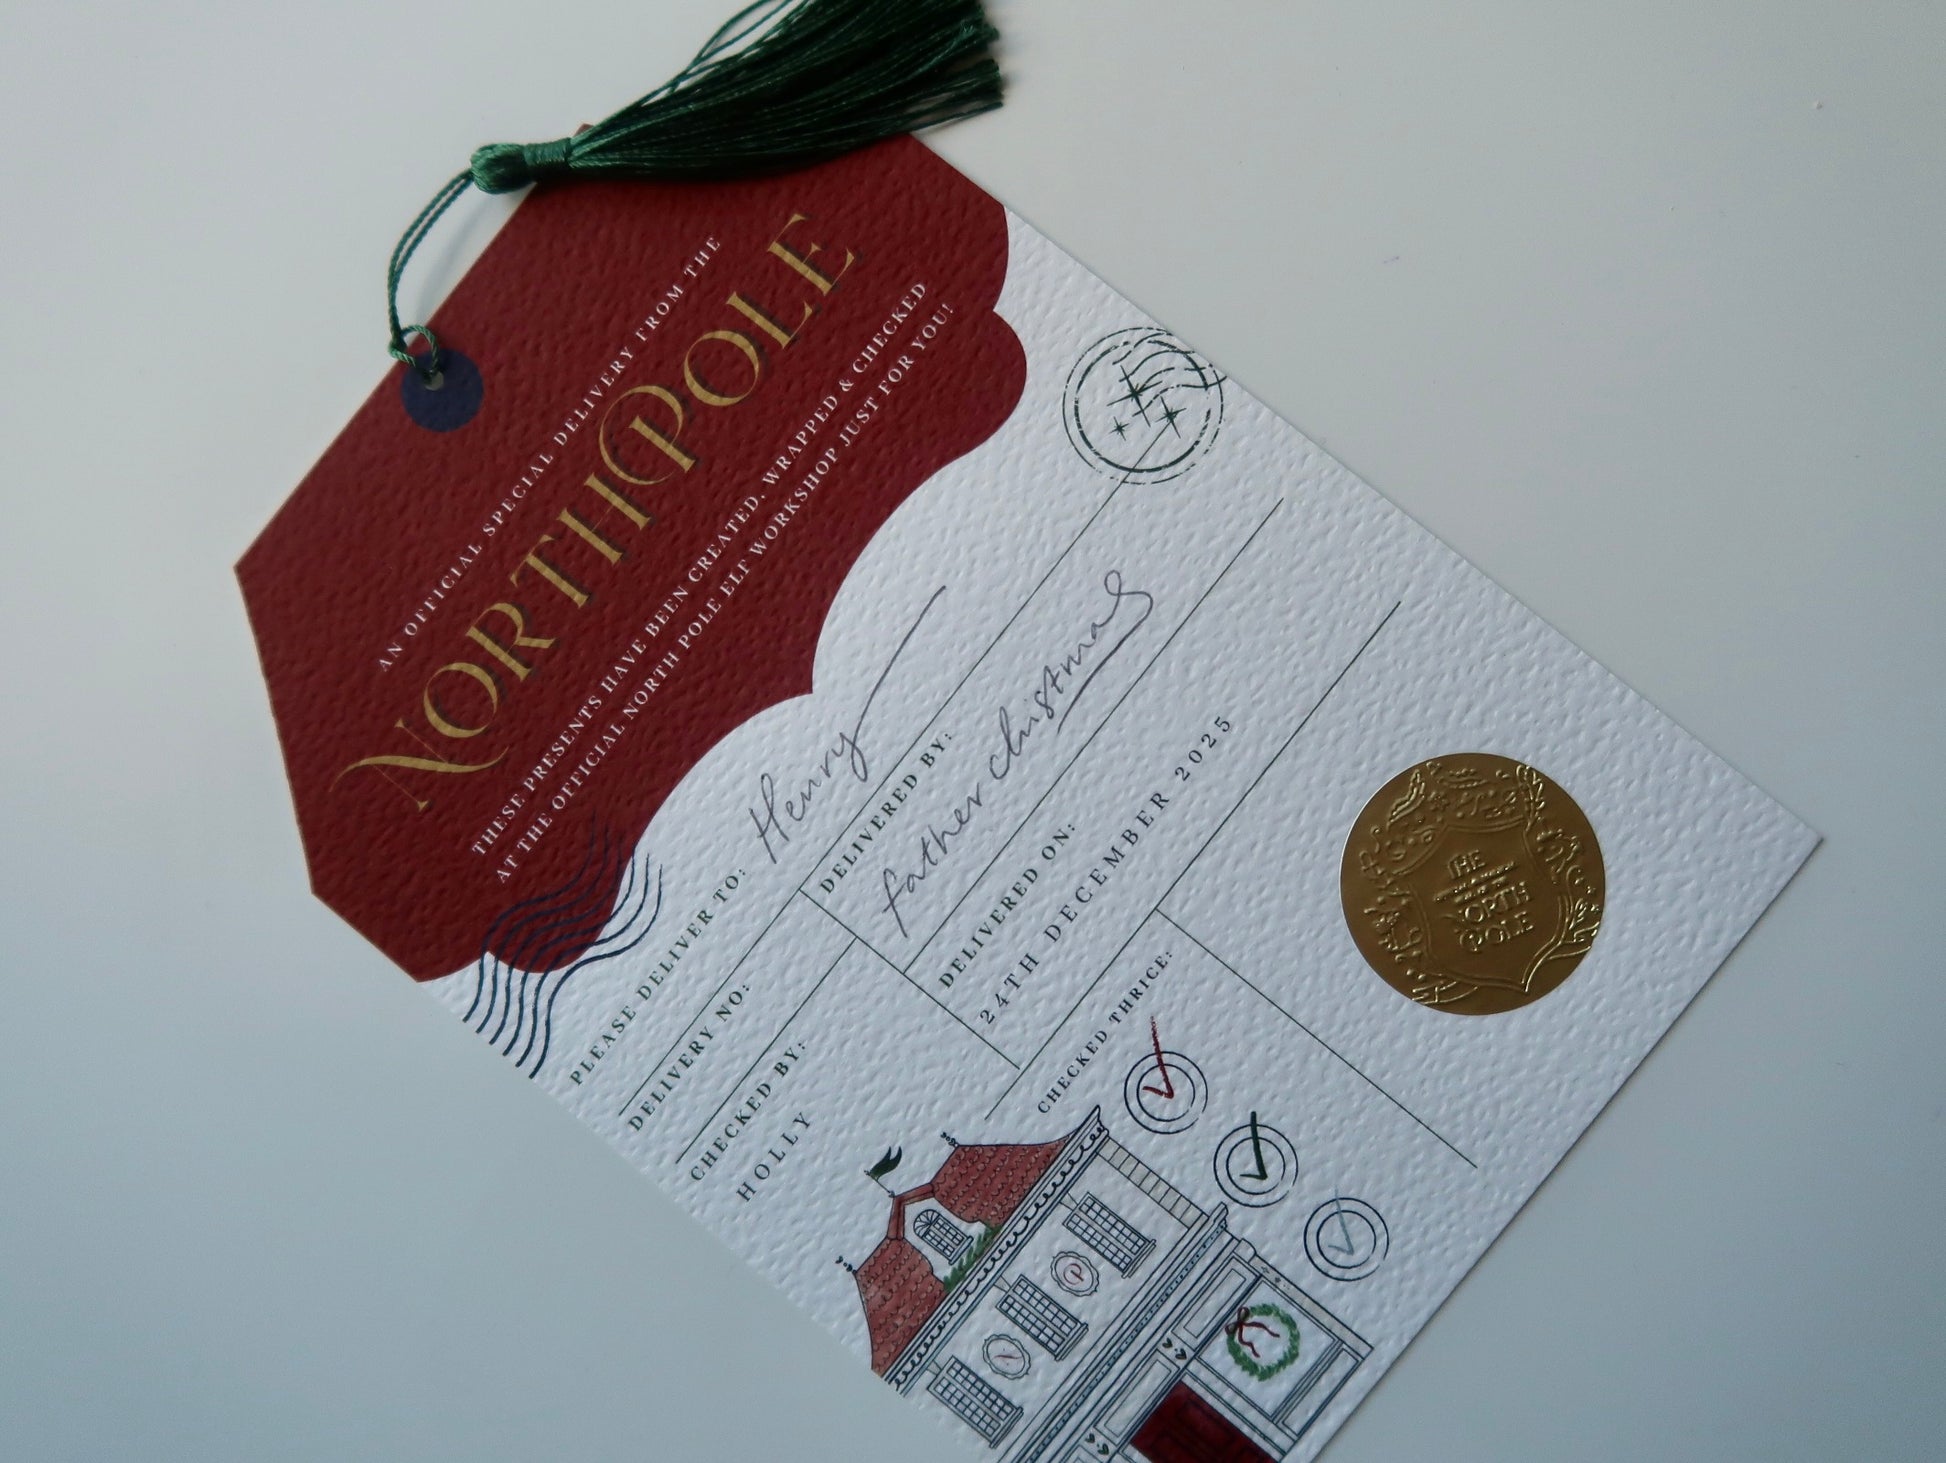 AN OFFICIAL SPECIAL DELIVERY FROM THE
NORTH POLE
THESE PRESENTS HAVE BEEN CREATED, WRAPPED & CHECKED
AT THE OFFICIAL NORTH POLE ELF WORKSHOP JUST FOR YOU!
PLEASE DELIVER TO: Henry
DELIVERY NO:
DELIVERED BY:
father christmas
CHECKED BY:
HOLLY
DELIVERED ON:
24TH DECEMBER 2025
CHECKED THRICE:
THE
NORTH
POLE
N
P